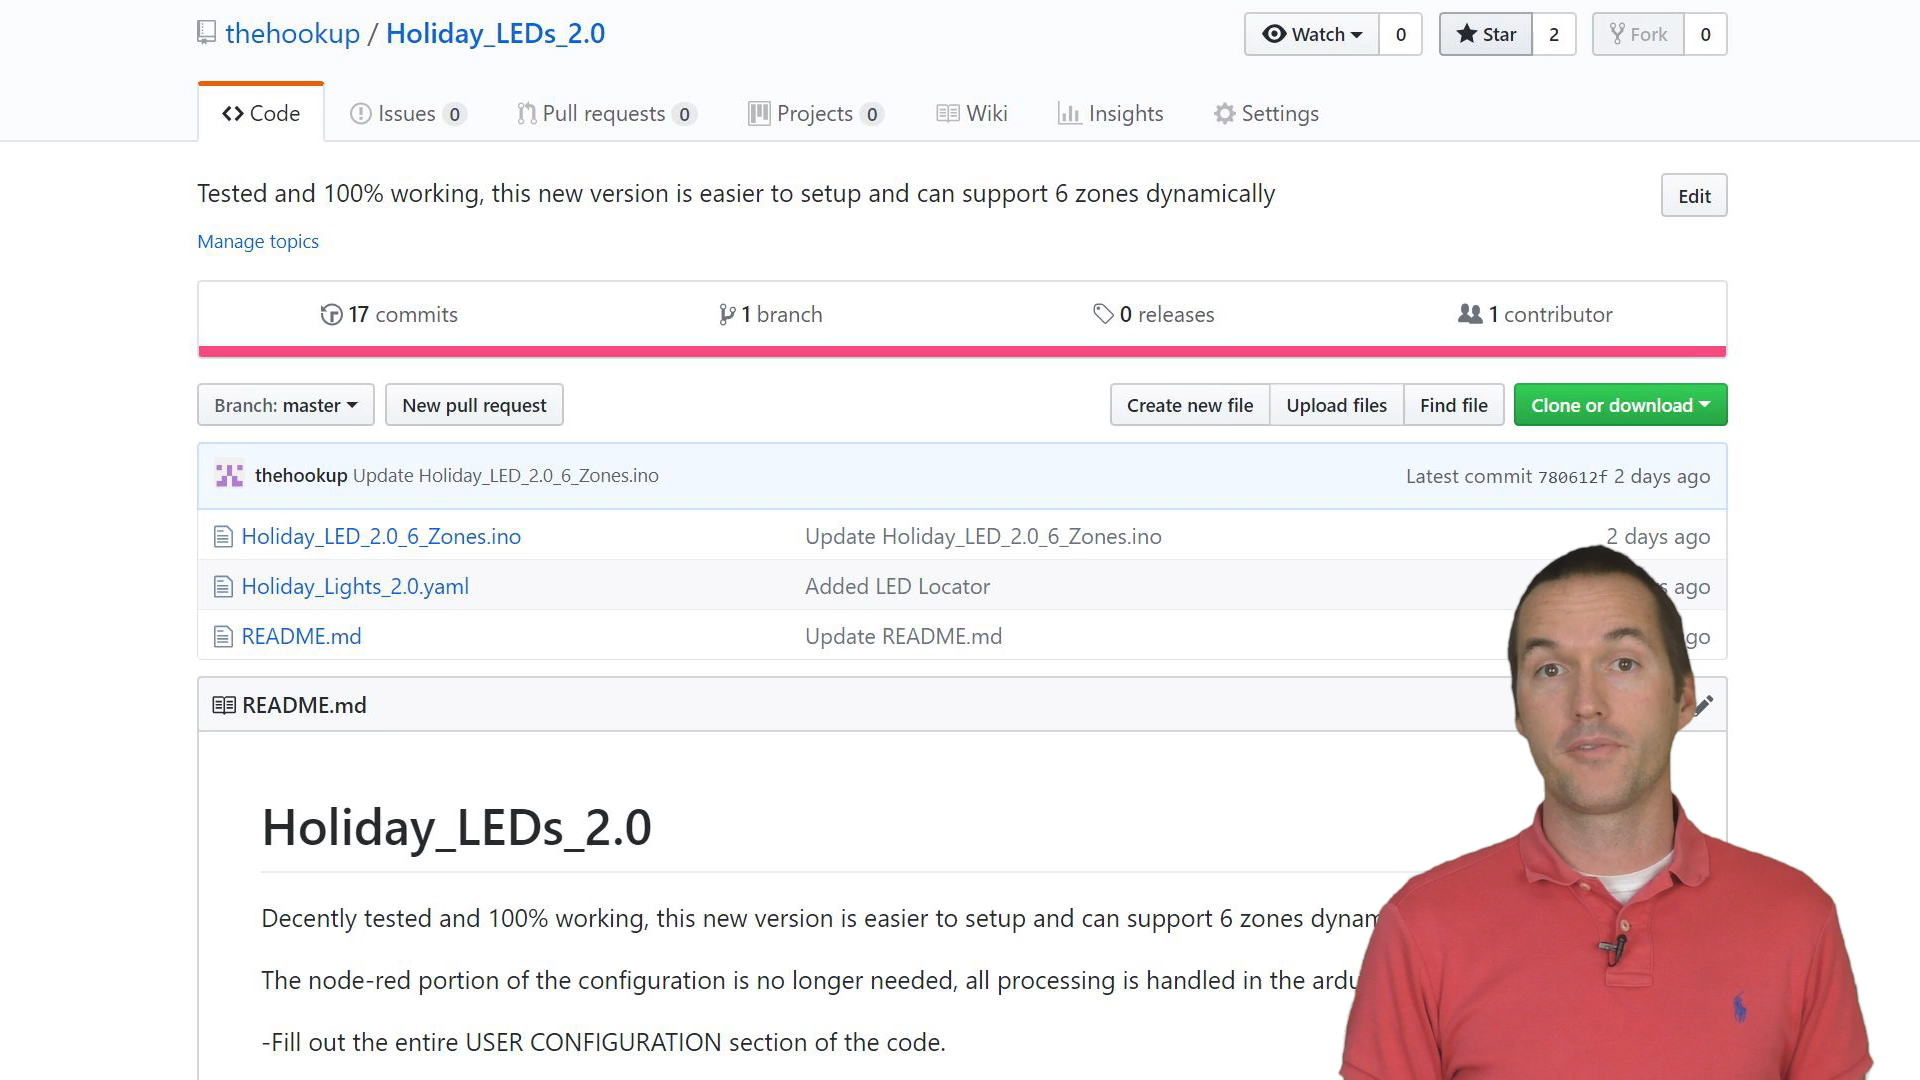 thehookup / Holiday_LEDs_2.0
Watch 0 Star 2 Fork 0
Code Issues 0 Pull requests 0 Projects 0 Wiki Insights Settings
Tested and 100% working, this new version is easier to setup and can support 6 zones dynamically
Edit
Manage topics
17 commits 1 branch 0 releases 1 contributor
Branch: master New pull request Create new file Upload files Find file Clone or download
thehookup Update Holiday_LED_2.0_6_Zones.ino Latest commit 780612f 2 days ago
Holiday_LED_2.0_6_Zones.ino Update Holiday_LED_2.0_6_Zones.ino 2 days ago
Holiday_Lights_2.0.yaml Added LED Locator ago
README.md Update README.md
README.md
Holiday_LEDs_2.0
Decently tested and 100% working, this new version is easier to setup and can support 6 zones
The node-red portion of the configuration is no longer needed, all processing is handled in the
-Fill out the entire USER CONFIGURATION section of the code.